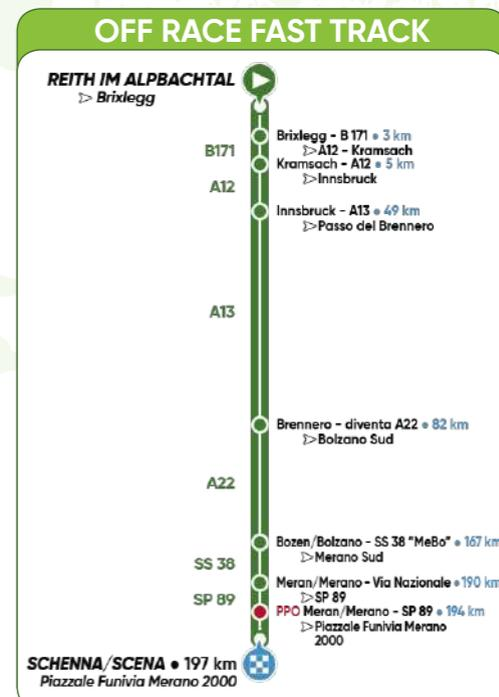 OFF RACE FAST TRACK
REITH IM ALPBACHTAL
Brixlegg
Brixlegg - B 171 • 3 km
A12 - Kramsach
B171
Kramsach - A12 • 5 km
Innsbruck
A12
Innsbruck - A13 • 49 km
Passo del Brennero
A13
Brennero - diventa A22 • 82 km
Bolzano Sud
A22
Bozen/Bolzano - SS 38 "MeBo" • 167 km
Merano Sud
SS 38
Meran/Merano - Via Nazionale • 190 km
SP 89
SP 89
PPO Meran/Merano - SP 89 • 194 km
Piazzale Funivia Merano
2000
SCHENNA/SCENA • 197 km
Piazzale Funivia Merano 2000